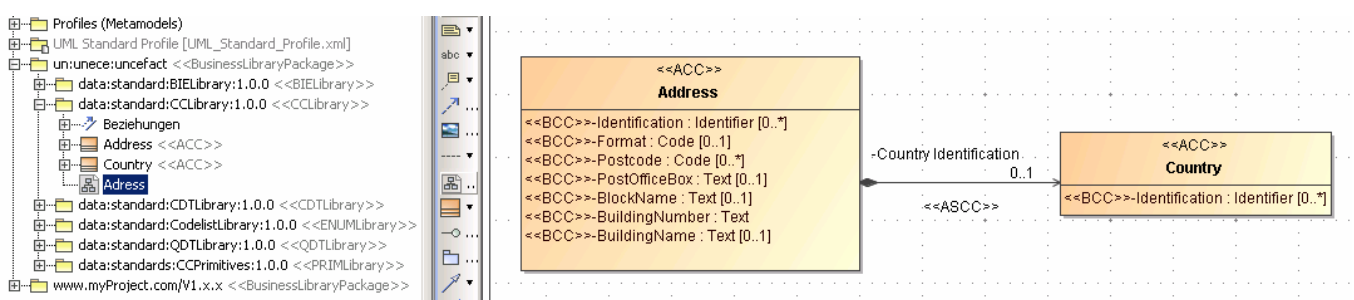 Profiles (Metamodels)
UML Standard Profile [UML_Standard_Profile.xml]
un:unece:uncefact <<BusinessLibraryPackage>>
data:standard:BIELibrary:1.0.0 <<BIELibrary>>
data:standard:CCLibrary:1.0.0 <<CCLibrary>>
Beziehungen
Address <<ACC>>
Country <<ACC>>
Adress
data:standard:CDTLibrary:1.0.0 <<CDTLibrary>>
data:standard:CodelistLibrary:1.0.0 <<ENUMLibrary>>
data:standard:QDTLibrary:1.0.0 <<QDTLibrary>>
data:standards:CCPrimitives:1.0.0 <<PRIMLibrary>>
www.myProject.com/V1.x.x <<BusinessLibraryPackage>>
abc
<<ACC>>
Address
<<BCC>>-Identification : Identifier [0..*]
<<BCC>>-Format : Code [0..1]
<<BCC>>-Postcode : Code [0..*]
<<BCC>>-PostOfficeBox : Text [0..1]
<<BCC>>-BlockName : Text [0..1]
<<BCC>>-BuildingNumber : Text
<<BCC>>-BuildingName : Text [0..1]
-Country Identification
0..1
<<ASCC>>
<<ACC>>
Country
<<BCC>>-Identification : Identifier [0..*]